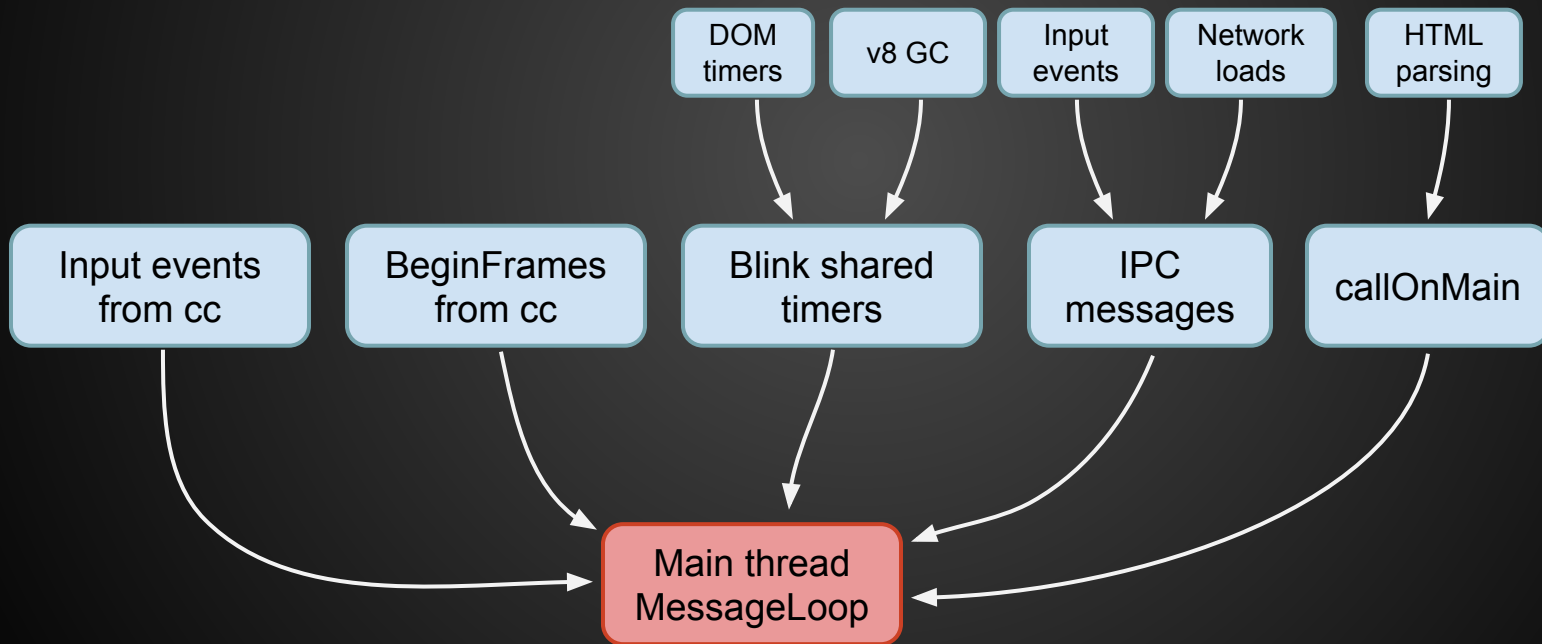 DOM
timers
v8 GC
Input
events
Network
loads
HTML
parsing
Input events
from cc
BeginFrames
from cc
Blink shared
timers
IPC
messages
callOnMain
Main thread
MessageLoop